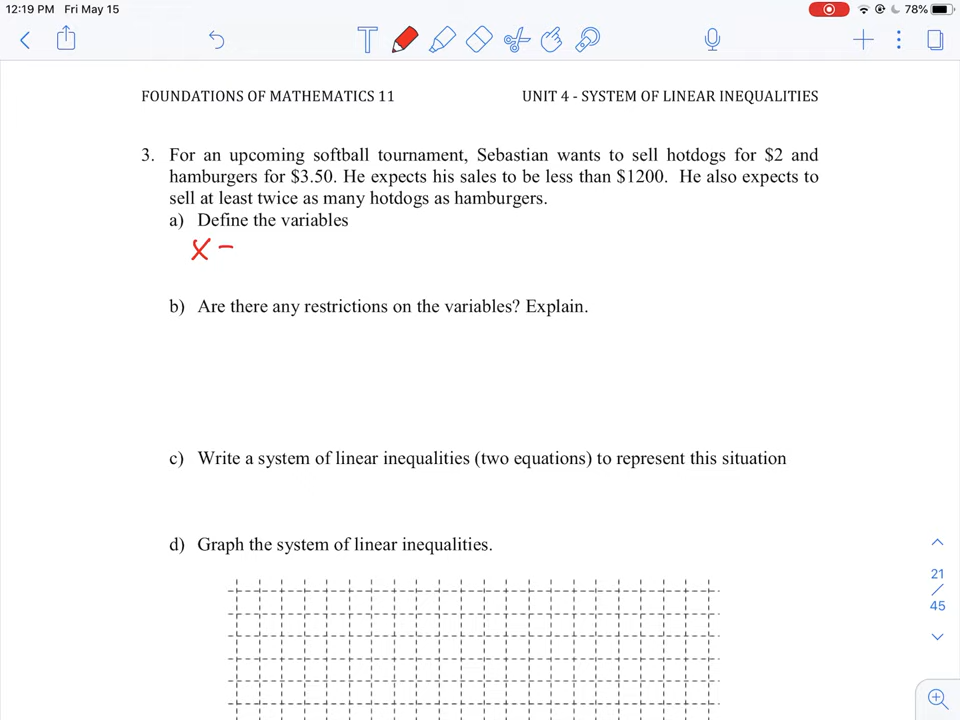 12:19 PM Fri May 15 78%
T
FOUNDATIONS OF MATHEMATICS 11 UNIT 4 - SYSTEM OF LINEAR INEQUALITIES
3. For an upcoming softball tournament, Sebastian wants to sell hotdogs for $2 and
hamburgers for $3.50. He expects his sales to be less than $1200. He also expects to
sell at least twice as many hotdogs as hamburgers.
a) Define the variables
x -
b) Are there any restrictions on the variables? Explain.
c) Write a system of linear inequalities (two equations) to represent this situation
d) Graph the system of linear inequalities.
21
/
45